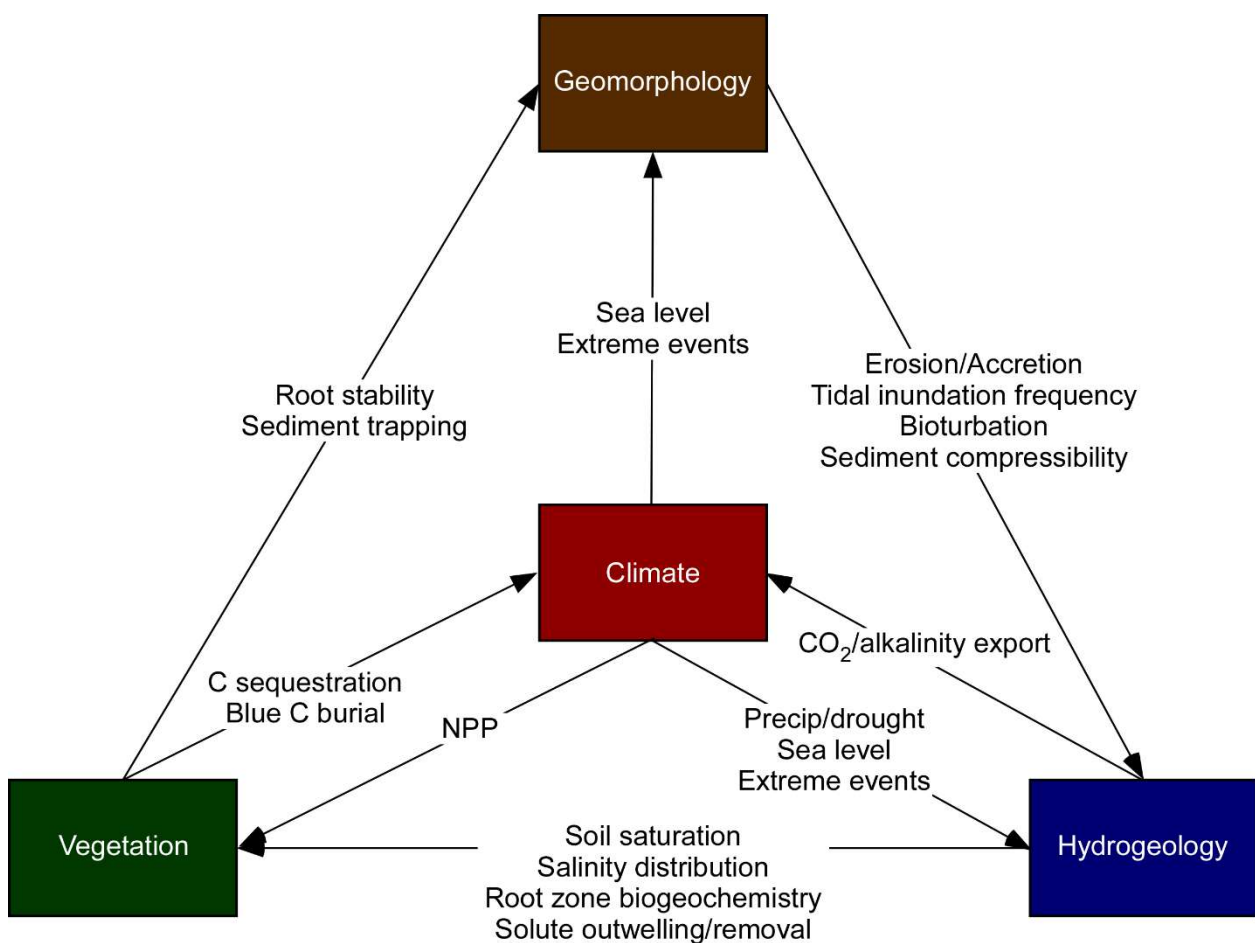 Geomorphology
Sea level
Extreme events
Erosion/Accretion
Tidal inundation frequency
Bioturbation
Sediment compressibility
Root stability
Sediment trapping
Climate
CO₂/alkalinity export
C sequestration
Blue C burial
NPP
Precip/drought
Sea level
Extreme events
Vegetation
Soil saturation
Salinity distribution
Root zone biogeochemistry
Solute outwelling/removal
Hydrogeology